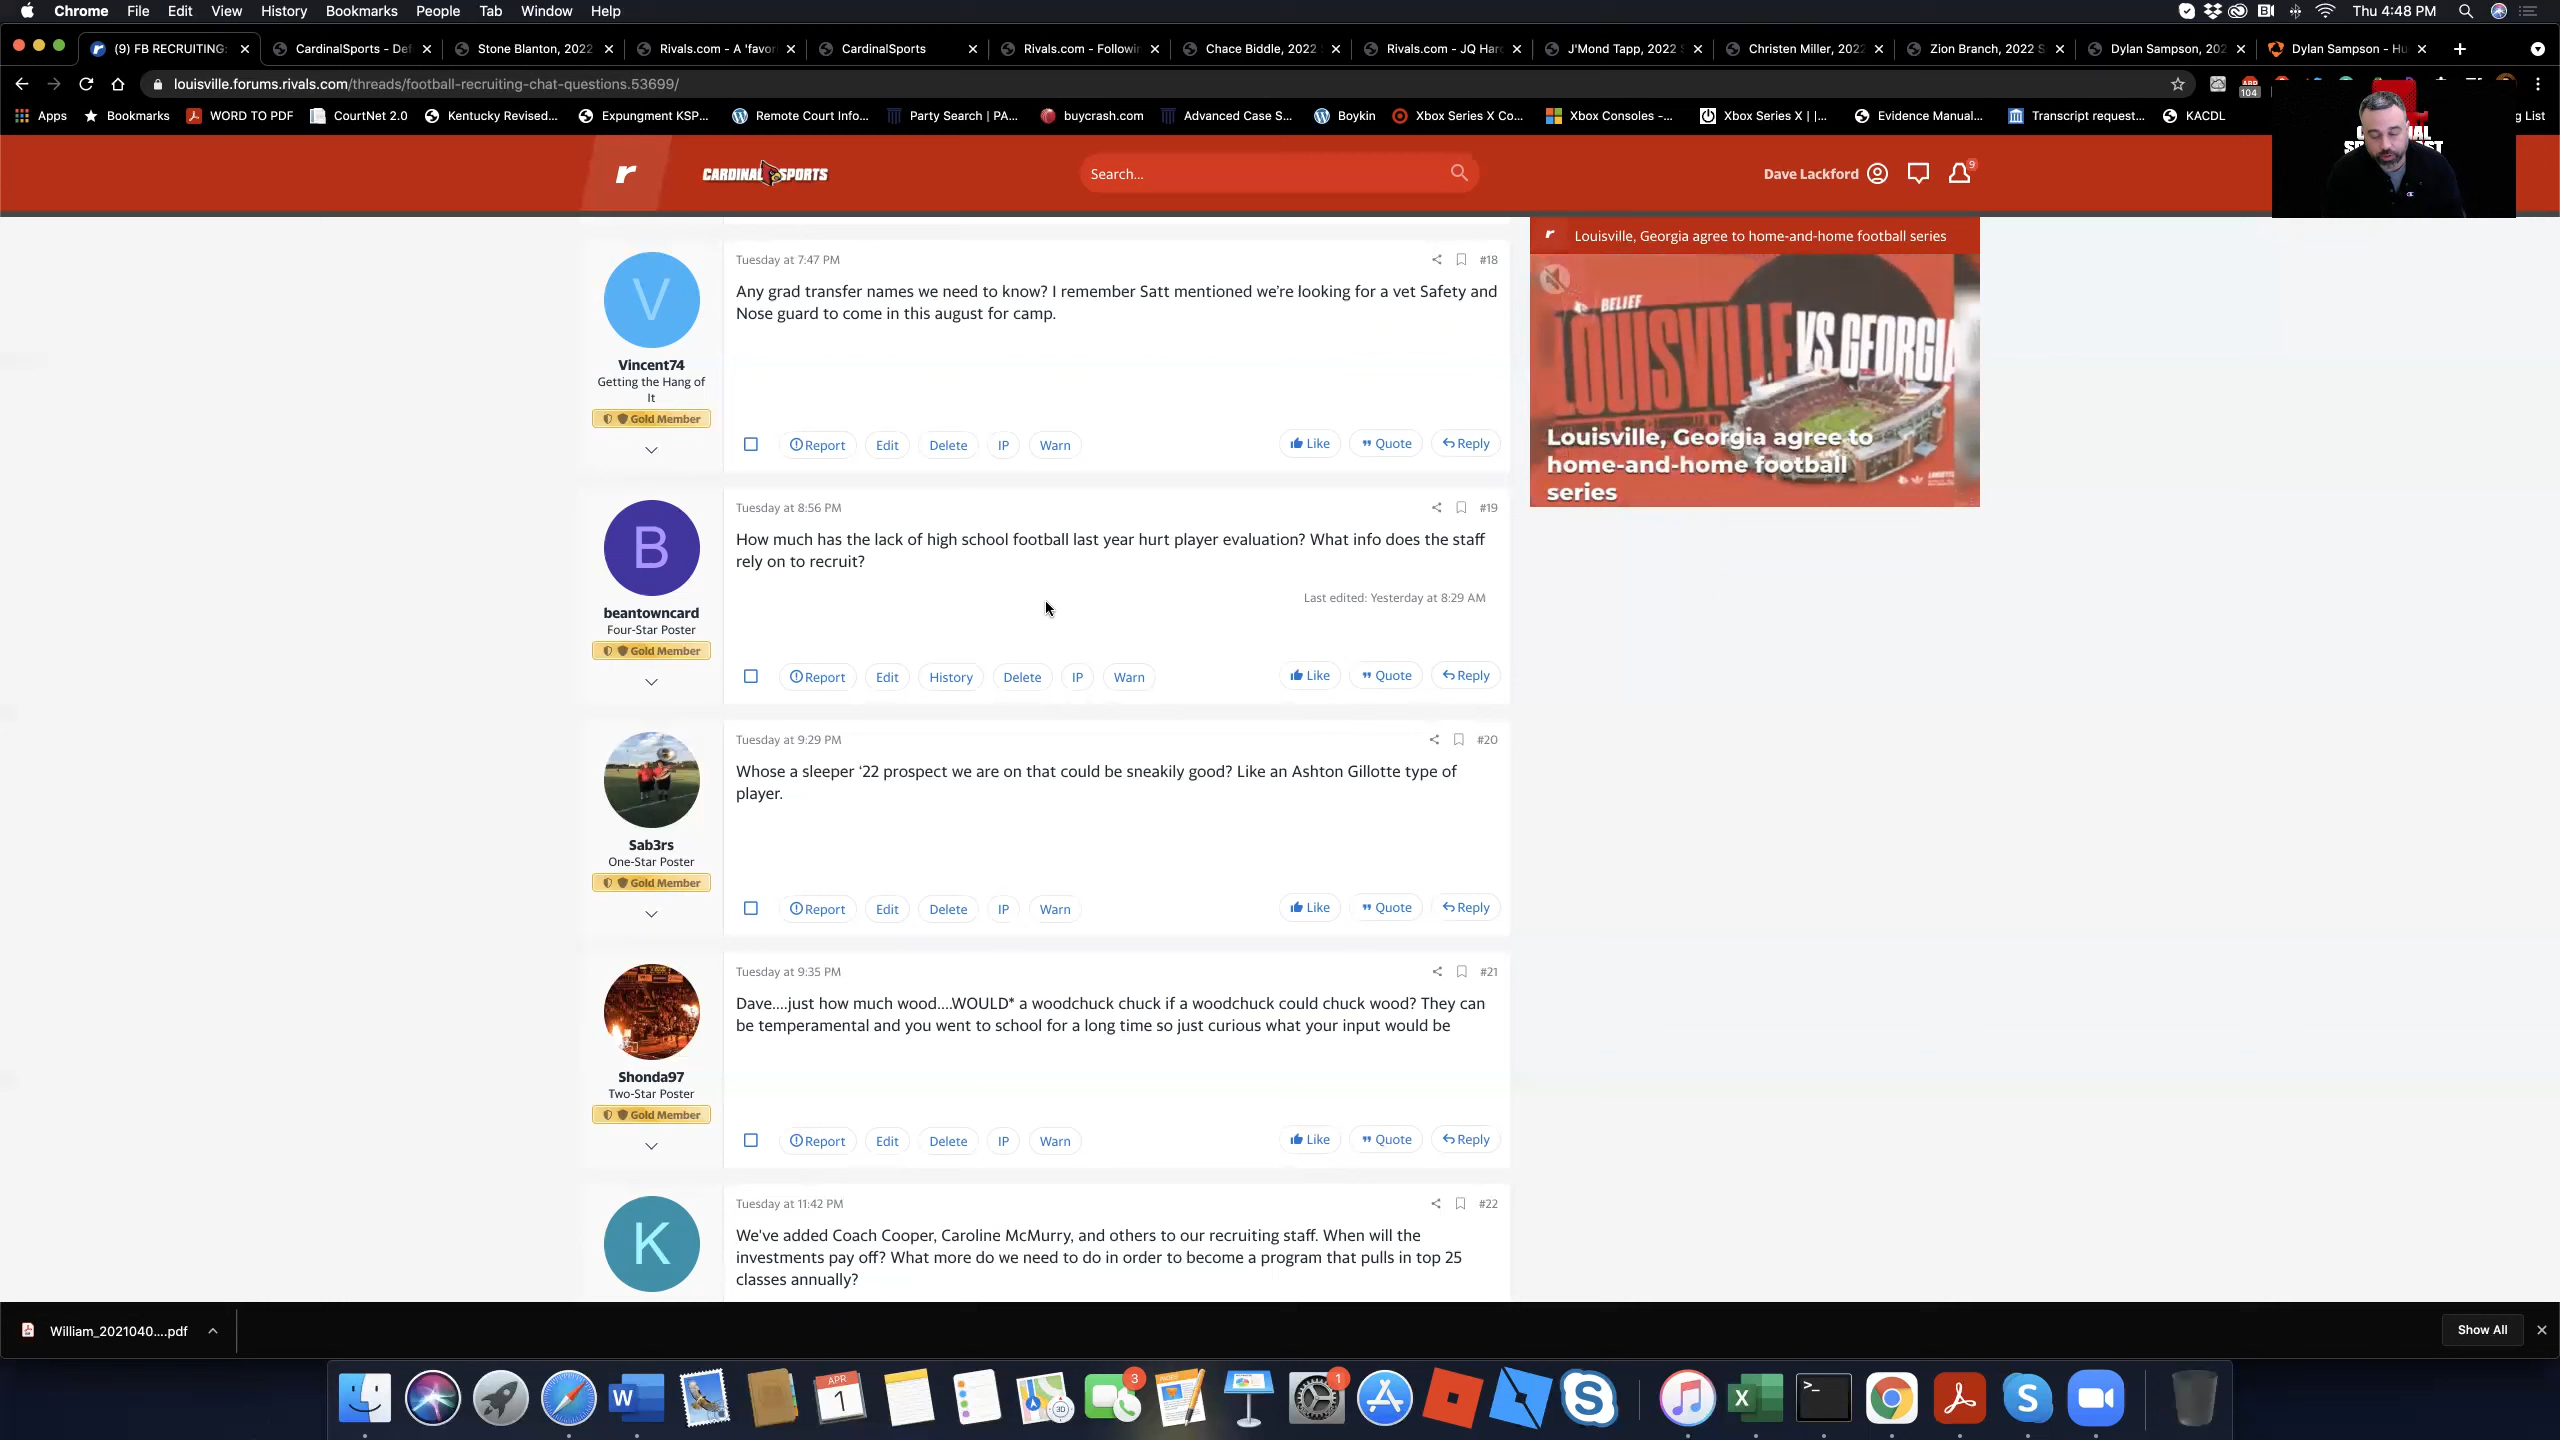 Chrome File Edit View History Bookmarks People Tab Window Help
Thu 4:48 PM
(9) FB RECRUITING:
CardinalSports - Def
Stone Blanton, 2022
Rivals.com - A 'favor
CardinalSports
Rivals.com - Followin
Chace Biddle, 2022
Rivals.com - JQ Har
J'Mond Tapp, 2022 S
Christen Miller, 2022
Zion Branch, 2022 S
Dylan Sampson, 202
Dylan Sampson - Hu
louisville.forums.rivals.com/threads/football-recruiting-chat-questions.53699/
104
Apps Bookmarks WORD TO PDF CourtNet 2.0 Kentucky Revised... Expungment KSP... Remote Court Info... Party Search | PA... buycrash.com Advanced Case S... Boykin Xbox Series X Co... Xbox Consoles -... Xbox Series X | |... Evidence Manual... Transcript request... KACDL
g List
r
CARDINAL SPORTS
Search...
Dave Lackford
9
Louisville, Georgia agree to home-and-home football series
BELIEF
LOUISVILLE VS GEORGIA
Louisville, Georgia agree to
home-and-home football
series
Tuesday at 7:47 PM
#18
V
Vincent74
Getting the Hang of
It
Gold Member
Any grad transfer names we need to know? I remember Satt mentioned we're looking for a vet Safety and
Nose guard to come in this august for camp.
Report Edit Delete IP Warn
Like Quote Reply
Tuesday at 8:56 PM
#19
B
beantowncard
Four-Star Poster
Gold Member
How much has the lack of high school football last year hurt player evaluation? What info does the staff
rely on to recruit?
Last edited: Yesterday at 8:29 AM
Report Edit History Delete IP Warn
Like Quote Reply
Tuesday at 9:29 PM
#20
Sab3rs
One-Star Poster
Gold Member
Whose a sleeper ‘22 prospect we are on that could be sneakily good? Like an Ashton Gillotte type of
player.
Report Edit Delete IP Warn
Like Quote Reply
Tuesday at 9:35 PM
#21
Shonda97
Two-Star Poster
Gold Member
Dave....just how much wood....WOULD* a woodchuck chuck if a woodchuck could chuck wood? They can
be temperamental and you went to school for a long time so just curious what your input would be
Report Edit Delete IP Warn
Like Quote Reply
Tuesday at 11:42 PM
#22
K
We've added Coach Cooper, Caroline McMurry, and others to our recruiting staff. When will the
investments pay off? What more do we need to do in order to become a program that pulls in top 25
classes annually?
William_2021040....pdf
Show All
APR
1
3
1